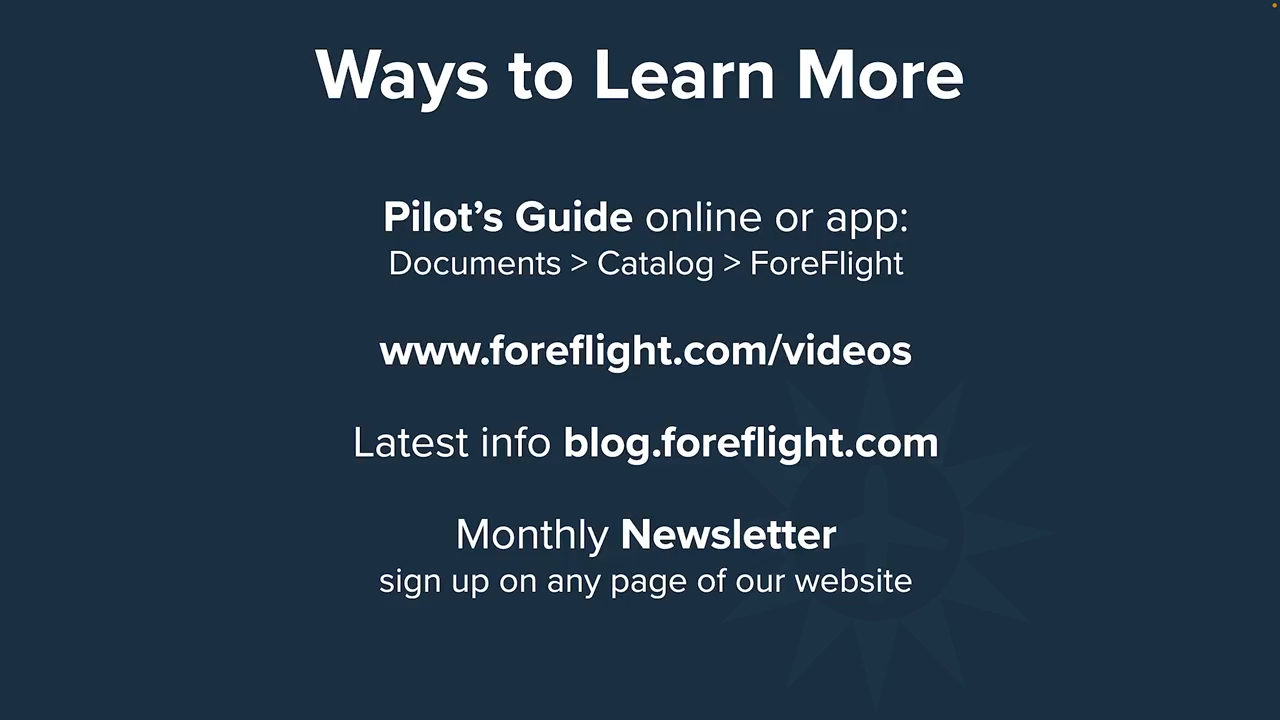 Ways to Learn More
Pilot’s Guide online or app:
Documents > Catalog > ForeFlight
www.foreflight.com/videos
Latest info blog.foreflight.com
Monthly Newsletter
sign up on any page of our website